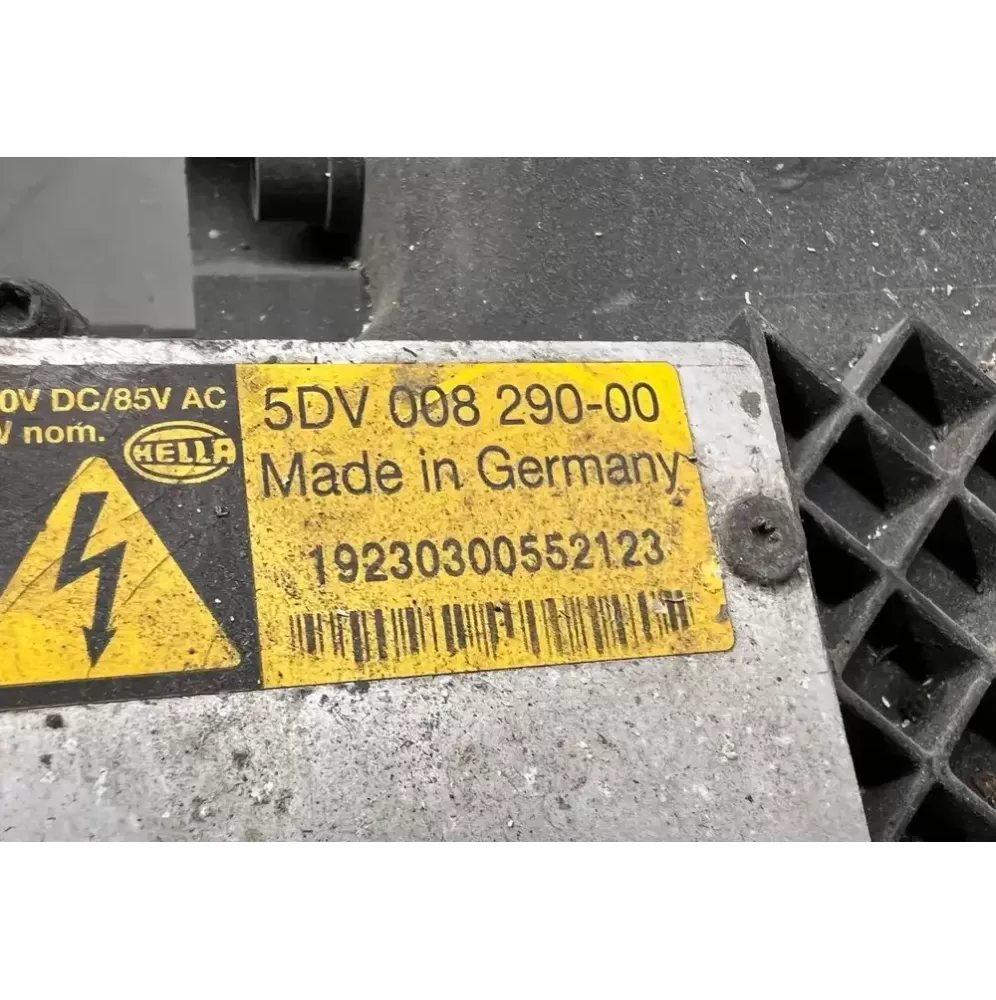 0V DC/85V AC
W nom.
HELLA
5DV 008 290-00
Made in Germany
19230300552123